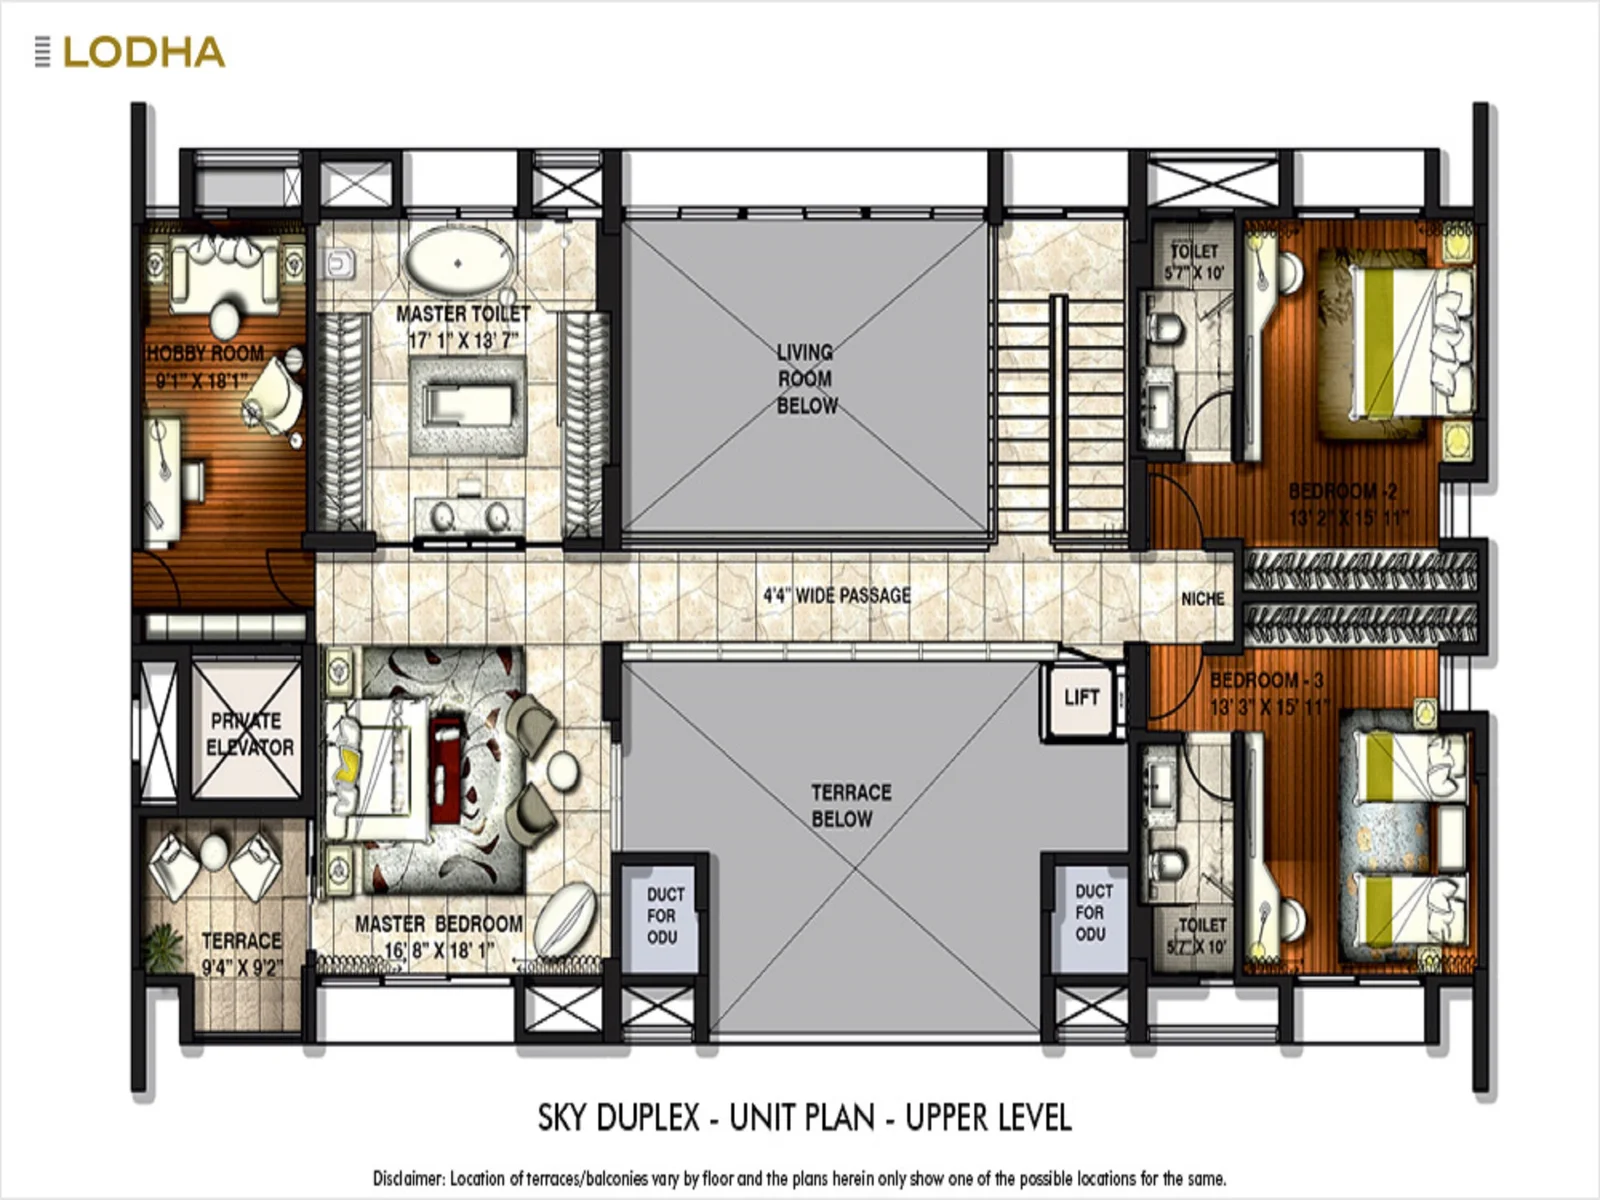 LODHA
TOILET
5'7" X 10'
MASTER TOILET
17' 1" X 13' 7"
HOBBY ROOM
9'1" X 18'1"
LIVING
ROOM
BELOW
BEDROOM -2
13' 2" X 15' 11"
4'4" WIDE PASSAGE
NICHE
BEDROOM - 3
13' 3" X 15' 11"
LIFT
PRIVATE
ELEVATOR
TERRACE
BELOW
DUCT
FOR
ODU
DUCT
FOR
ODU
MASTER BEDROOM
16' 8" X 18' 1"
TERRACE
9'4" X 9'2"
TOILET
5'7" X 10'
SKY DUPLEX - UNIT PLAN - UPPER LEVEL
Disclaimer: Location of terraces/balconies vary by floor and the plans herein only show one of the possible locations for the same.